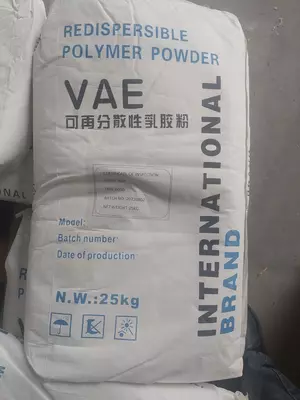 REDISPERSIBLE
POLYMER POWDER
VAE
可再分散性乳胶粉
Model:
Batch number:
Date of production:
N.W.:25kg
INTERNATIONAL
BRAND